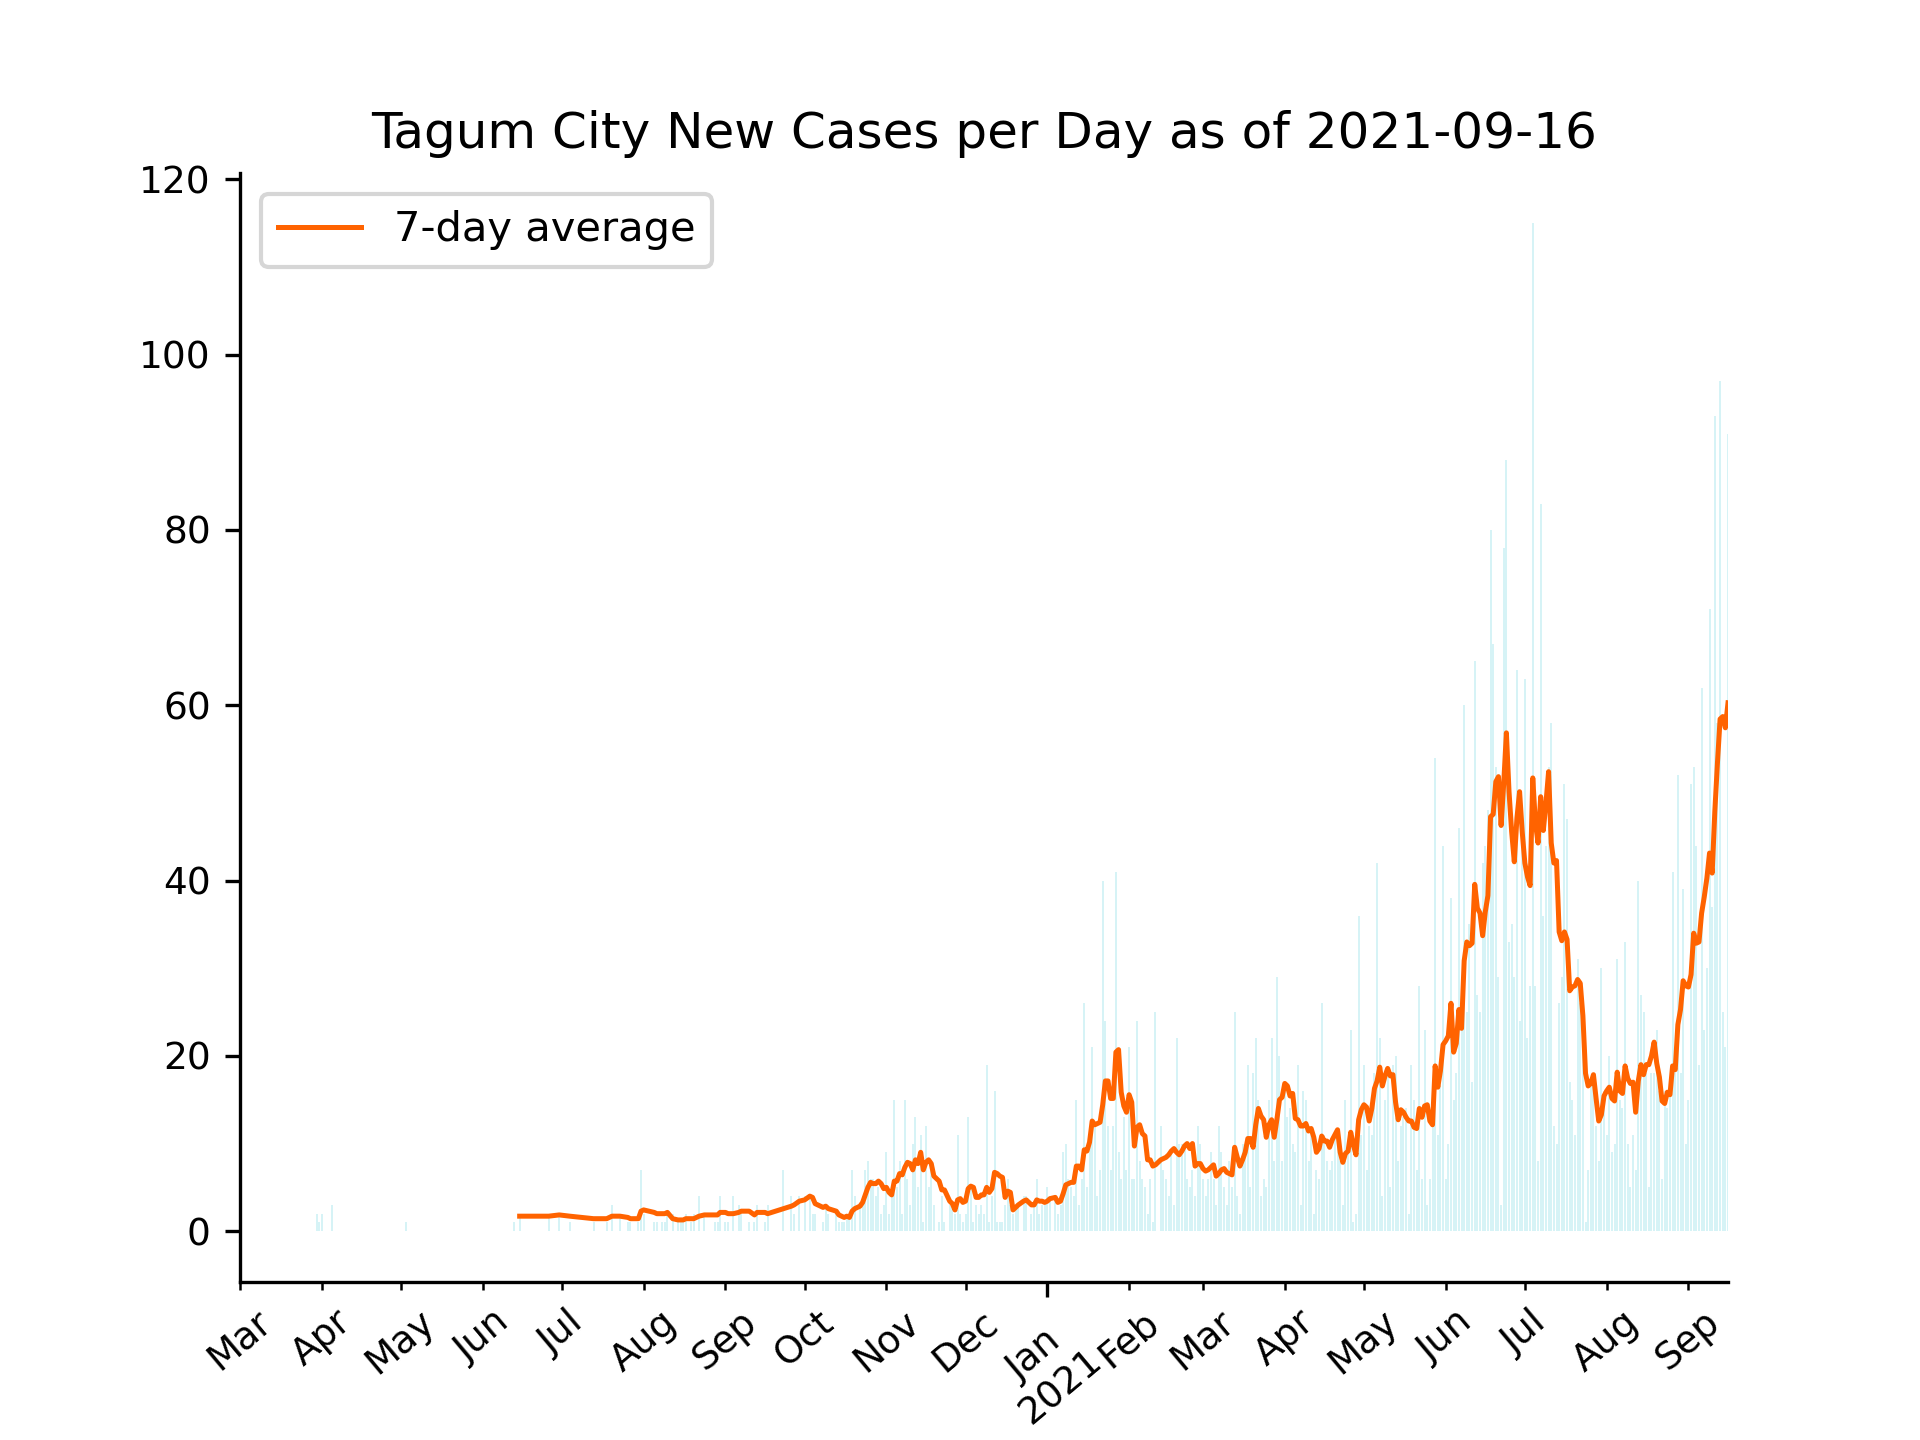 Tagum City New Cases per Day as of 2021-09-16
7-day average
120
100
80
60
40
20
0
Mar Apr May Jun Jul Aug Sep Oct Nov Dec Jan Feb Mar Apr May Jun Jul Aug Sep
2021